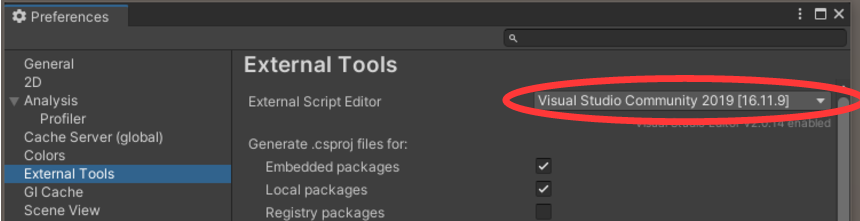 Preferences
General
2D
Analysis
Profiler
Cache Server (global)
Colors
External Tools
GI Cache
Scene View
External Tools
External Script Editor
Visual Studio Community 2019 [16.11.9]
Visual Studio Editor v2.0.14 enabled
Generate .csproj files for:
Embedded packages
Local packages
Registry packages